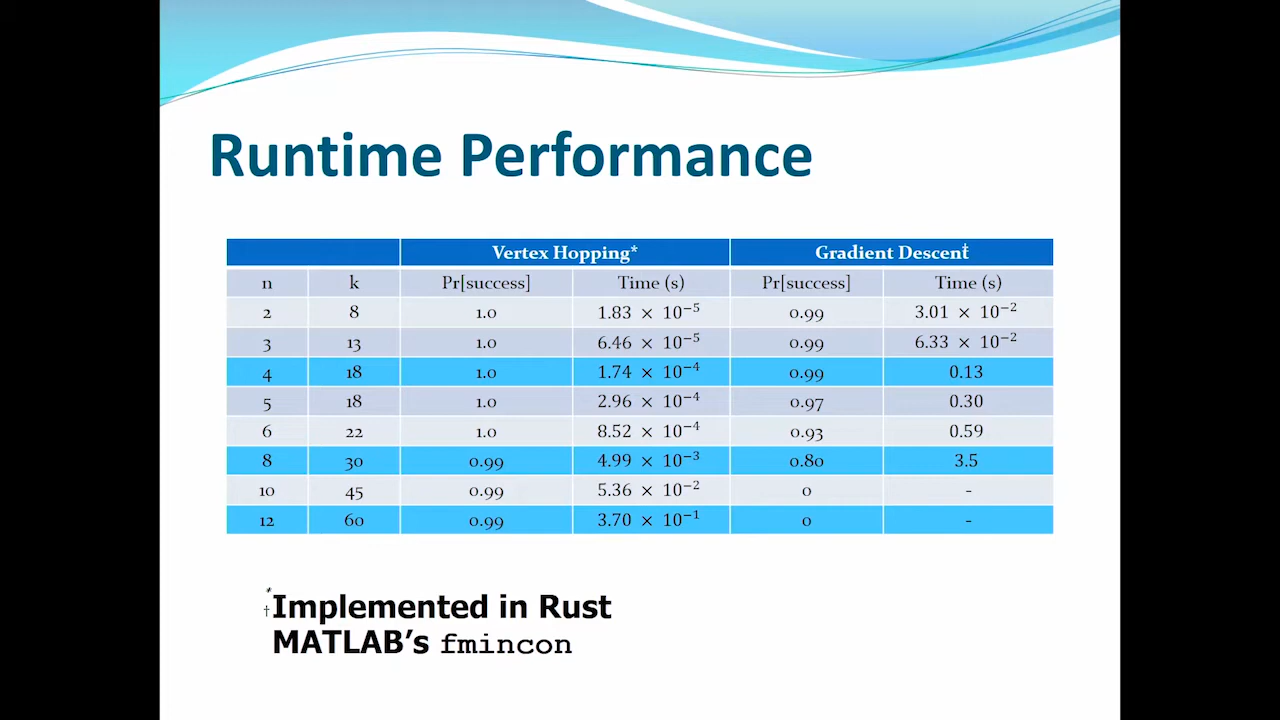 Runtime Performance
Vertex Hopping* Gradient Descent‡
n k Pr[success] Time (s) Pr[success] Time (s)
2 8 1.0 1.83 × 10⁻⁵ 0.99 3.01 × 10⁻²
3 13 1.0 6.46 × 10⁻⁵ 0.99 6.33 × 10⁻²
4 18 1.0 1.74 × 10⁻⁴ 0.99 0.13
5 18 1.0 2.96 × 10⁻⁴ 0.97 0.30
6 22 1.0 8.52 × 10⁻⁴ 0.93 0.59
8 30 0.99 4.99 × 10⁻³ 0.80 3.5
10 45 0.99 5.36 × 10⁻² 0 -
12 60 0.99 3.70 × 10⁻¹ 0 -
*
†Implemented in Rust
MATLAB’s fmincon